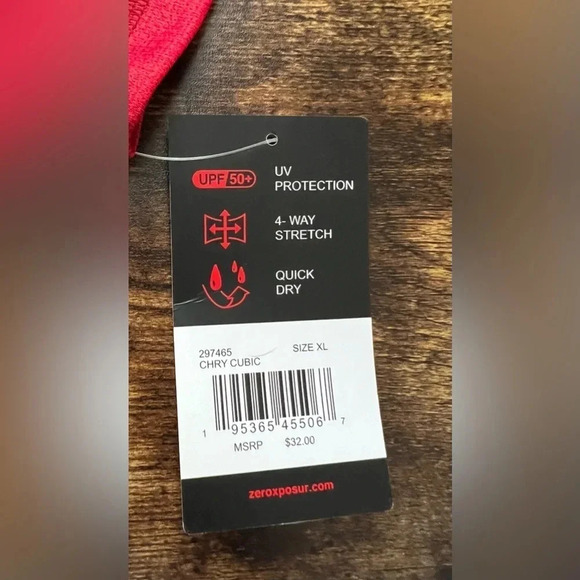 UPF 50+
UV
PROTECTION
4- WAY
STRETCH
QUICK
DRY
297465 SIZE XL
CHRY CUBIC
1 95365 45506 7
MSRP $32.00
zeroxposur.com